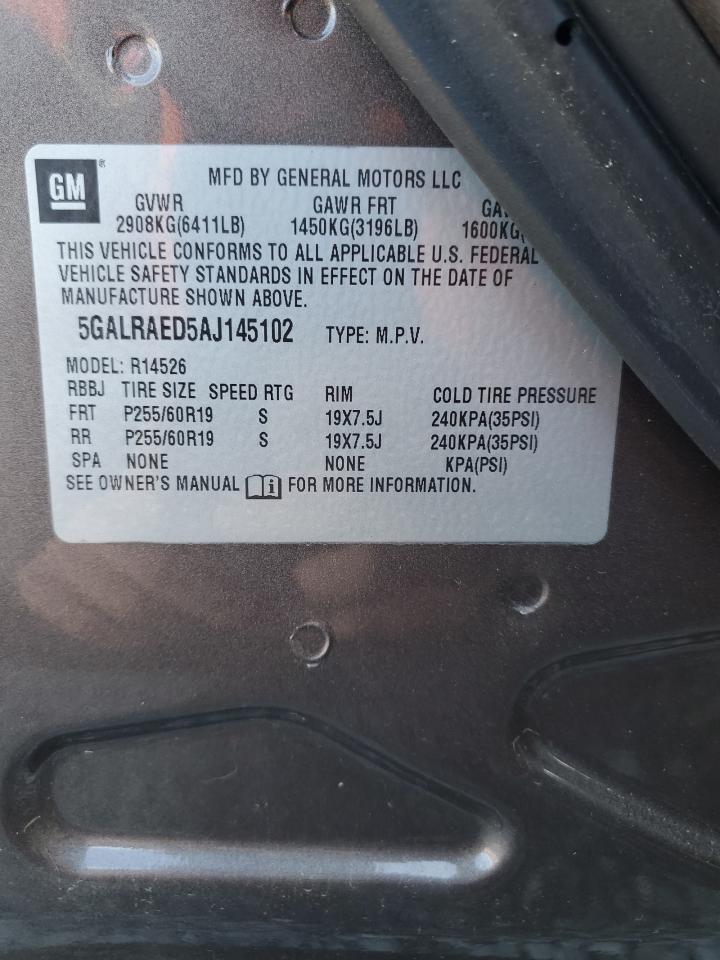 GM ® MFD BY GENERAL MOTORS LLC
GVWR GAWR FRT
2908KG(6411LB) 1450KG(3196LB) 1600KG(
THIS VEHICLE CONFORMS TO ALL APPLICABLE U.S. FEDERAL
VEHICLE SAFETY STANDARDS IN EFFECT ON THE DATE OF
MANUFACTURE SHOWN ABOVE.
5GALRAED5AJ145102 TYPE: M.P.V.
MODEL: R14526
RBBJ TIRE SIZE SPEED RTG RIM COLD TIRE PRESSURE
FRT P255/60R19 S 19X7.5J 240KPA(35PSI)
RR P255/60R19 S 19X7.5J 240KPA(35PSI)
SPA NONE NONE KPA(PSI)
SEE OWNER'S MANUAL i FOR MORE INFORMATION.